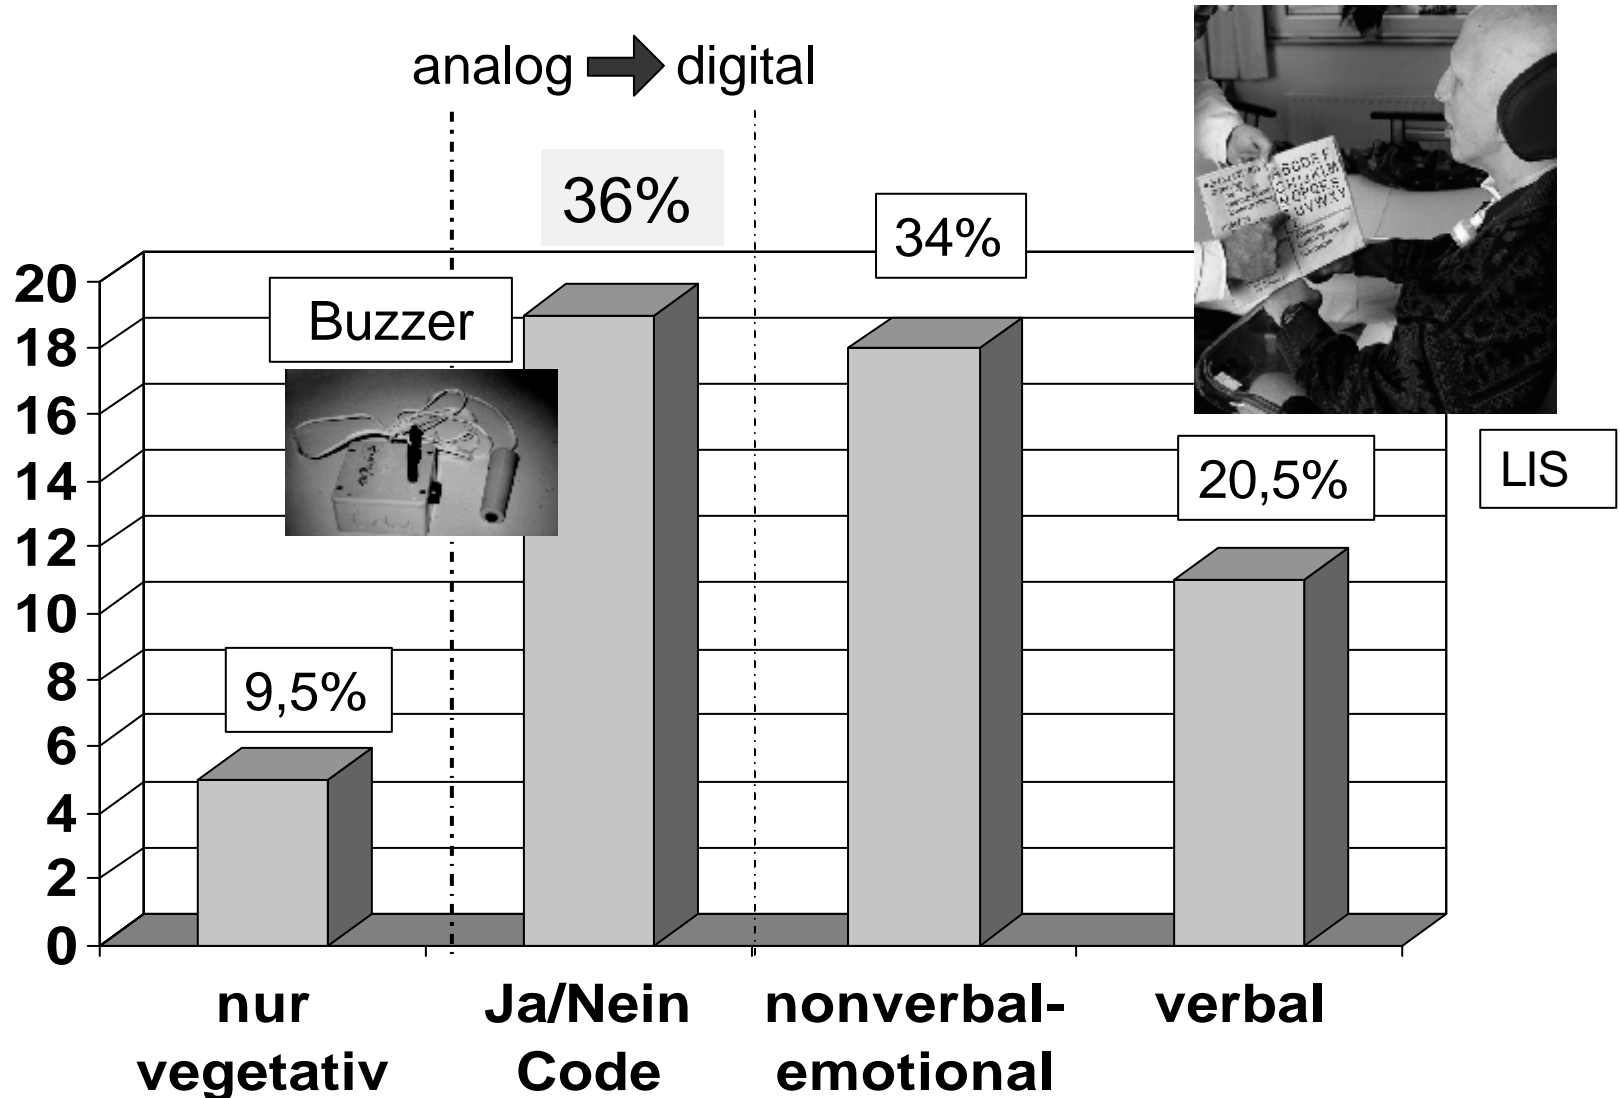 analog digital
36%
34%
Buzzer
20
18
16
14
12
10
8
6
4
2
0
20,5%
LIS
9,5%
nur
vegetativ
Ja/Nein
Code
nonverbal-
emotional
verbal